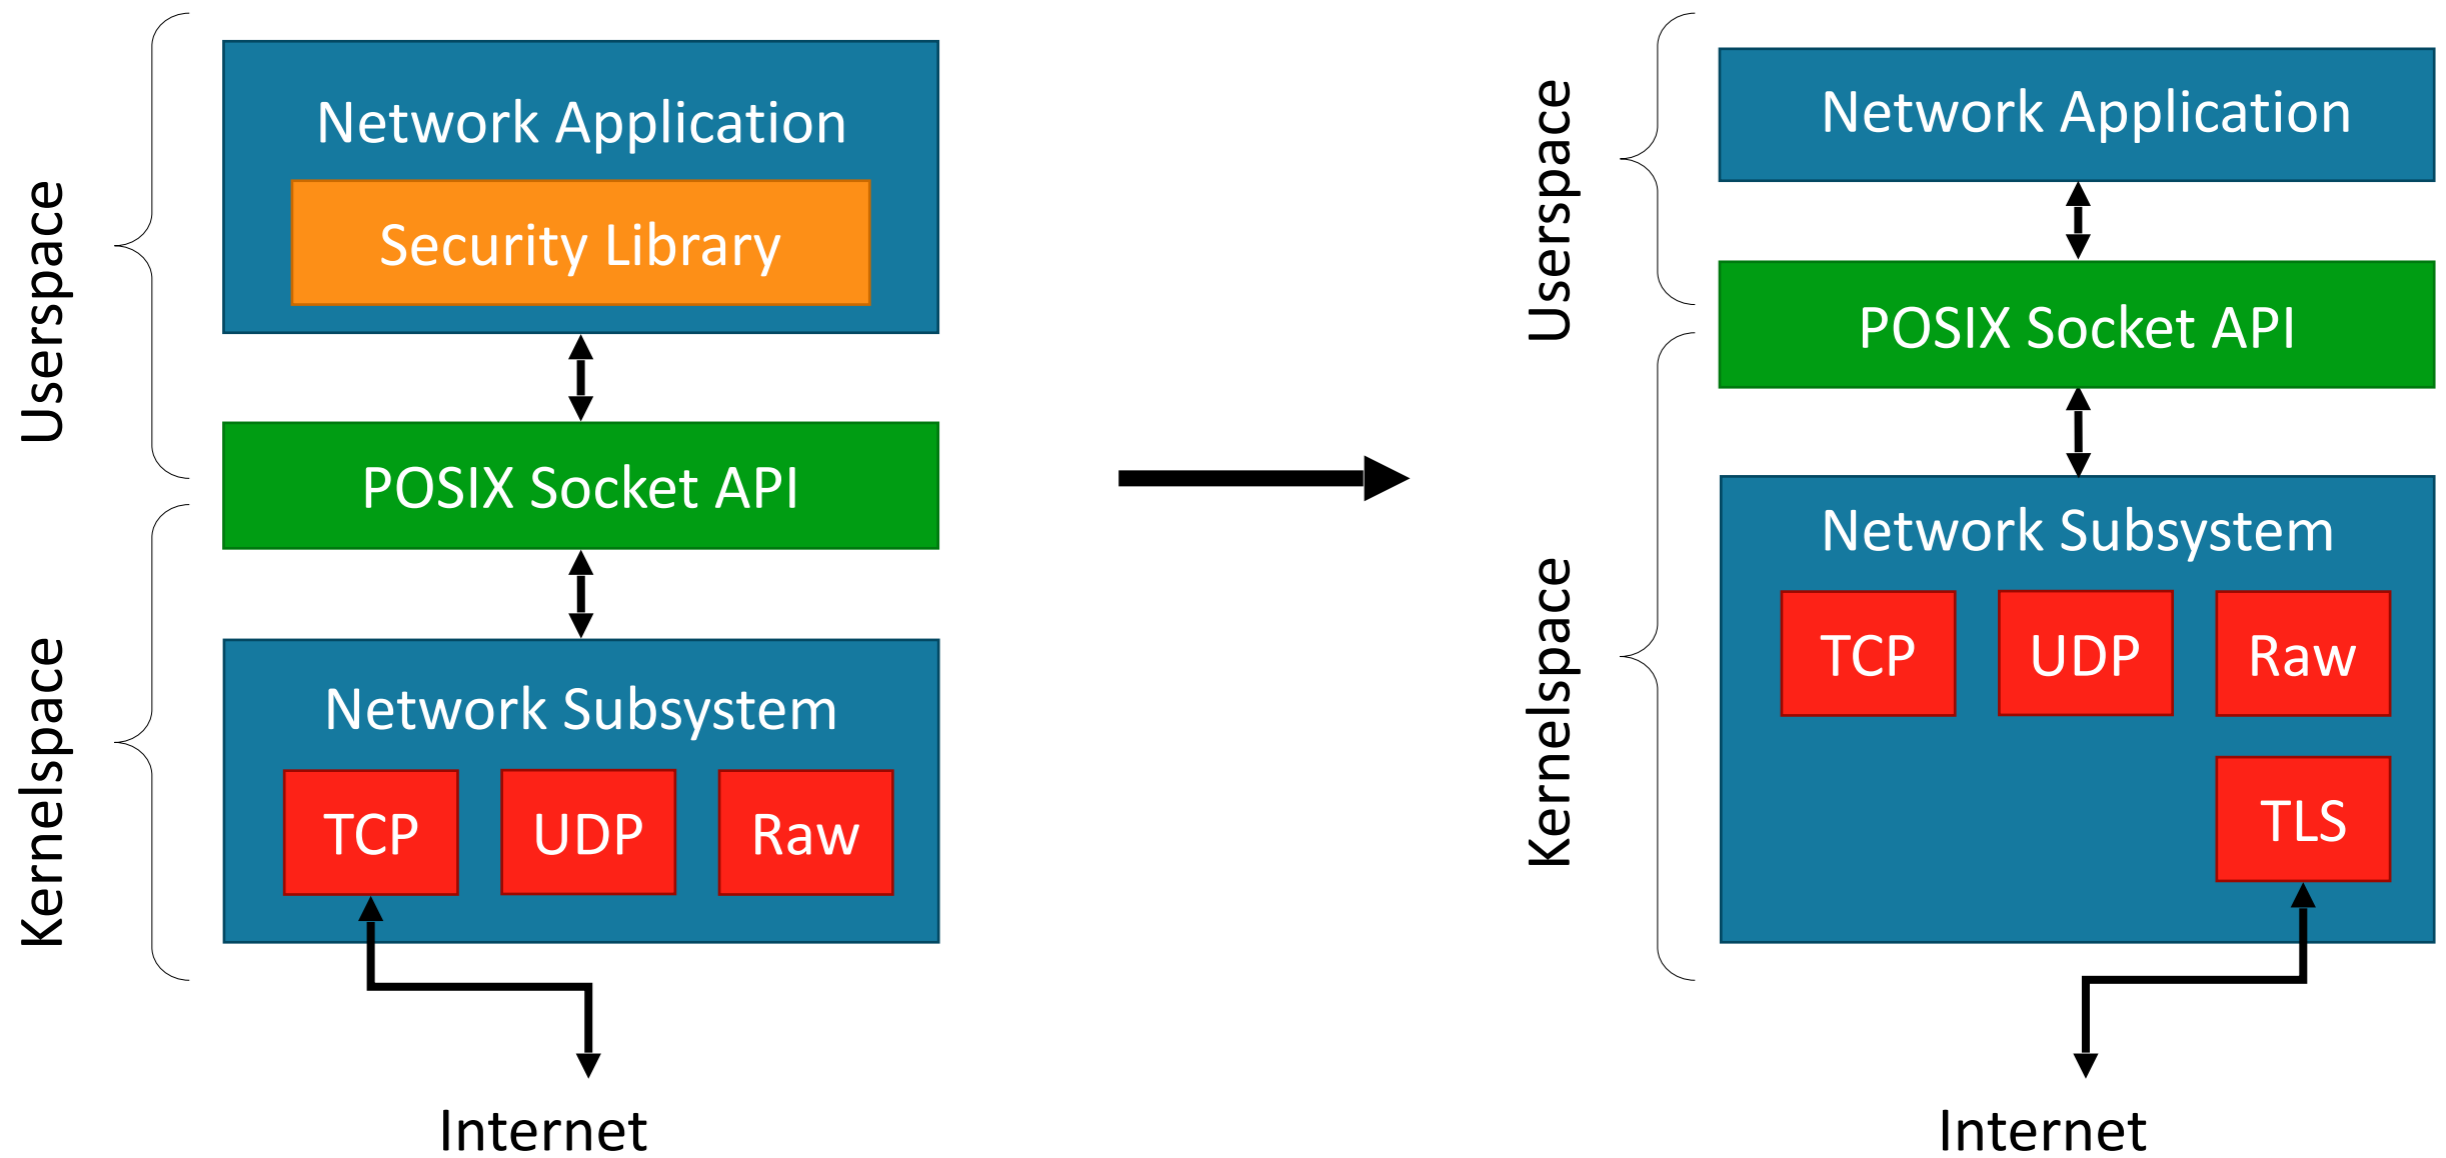 Userspace
Network Application
Security Library
POSIX Socket API
Kernelspace
Network Subsystem
TCP
UDP
Raw
Internet
Userspace
Network Application
POSIX Socket API
Kernelspace
Network Subsystem
TCP
UDP
Raw
TLS
Internet